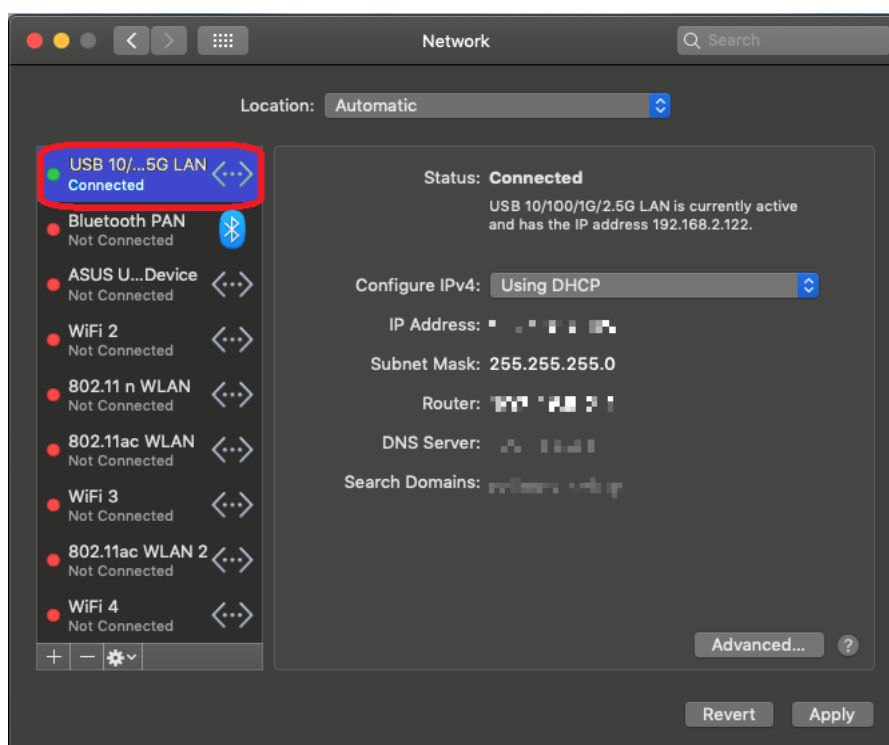 Network
Search
Location: Automatic
USB 10/...5G LAN
Connected
Bluetooth PAN
Not Connected
ASUS U...Device
Not Connected
WiFi 2
Not Connected
802.11 n WLAN
Not Connected
802.11ac WLAN
Not Connected
WiFi 3
Not Connected
802.11ac WLAN 2
Not Connected
WiFi 4
Not Connected
Status: Connected
USB 10/100/1G/2.5G LAN is currently active
and has the IP address 192.168.2.122.
Configure IPv4: Using DHCP
IP Address:
Subnet Mask: 255.255.255.0
Router:
DNS Server:
Search Domains:
Advanced... ?
Revert Apply